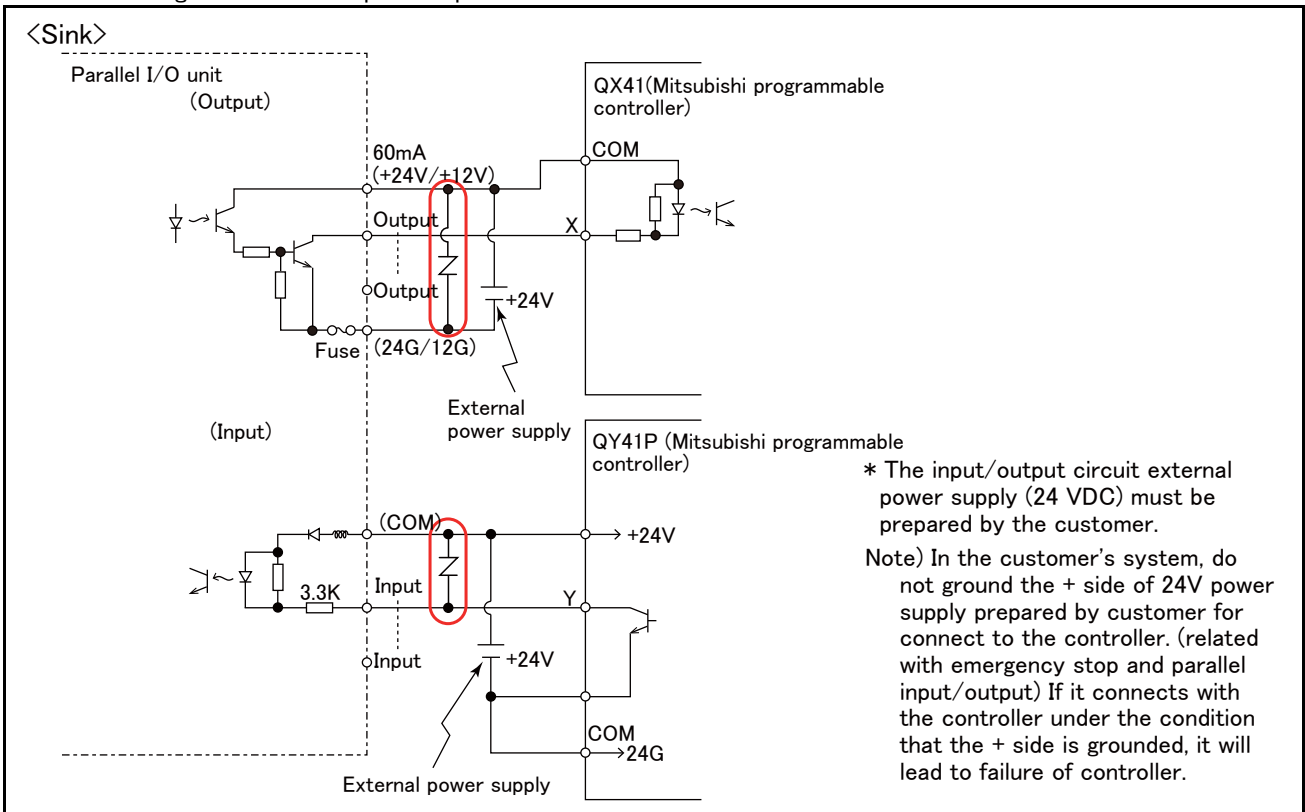 <Sink>
Parallel I/O unit
(Output)
QX41(Mitsubishi programmable
controller)
60mA
(+24V/+12V)
COM
Output
X
Output
+24V
Fuse
(24G/12G)
External
power supply
(Input)
QY41P (Mitsubishi programmable
controller)
(COM)
+24V
3.3K
Input
Y
Input
+24V
COM
24G
External power supply
* The input/output circuit external
power supply (24 VDC) must be
prepared by the customer.
Note) In the customer's system, do
not ground the + side of 24V power
supply prepared by customer for
connect to the controller. (related
with emergency stop and parallel
input/output) If it connects with
the controller under the condition
that the + side is grounded, it will
lead to failure of controller.